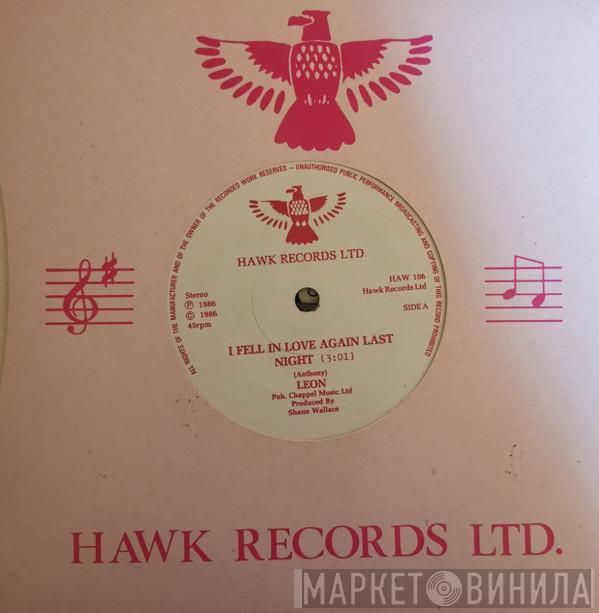 ALL RIGHTS OF THE MANUFACTURER AND OF THE OWNER OF THE RECORDED WORK RESERVED – UNAUTHORISED PUBLIC PERFORMANCE BROADCASTING AND COPYING OF THIS RECORD PROHIBITED
HAWK RECORDS LTD.
Stereo
Ⓟ 1986
© 1986
45rpm
HAW 106
Hawk Records Ltd
SIDE A
I FELL IN LOVE AGAIN LAST
NIGHT (3:01)
(Anthony)
LEON
Pub. Chappel Music Ltd
Produced By
Shaun Wallace
HAWK RECORDS LTD.
МАРКЕТ ВИНИЛА